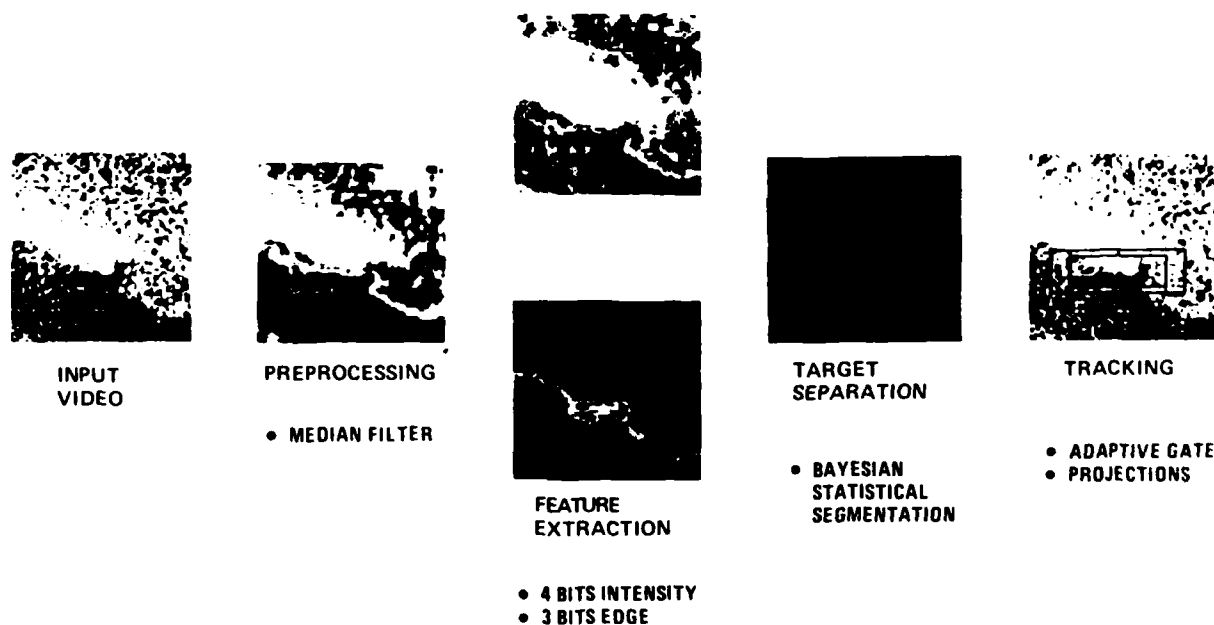 INPUT
VIDEO
PREPROCESSING
• MEDIAN FILTER
FEATURE
EXTRACTION
• 4 BITS INTENSITY
• 3 BITS EDGE
TARGET
SEPARATION
• BAYESIAN
STATISTICAL
SEGMENTATION
TRACKING
• ADAPTIVE GATE
• PROJECTIONS